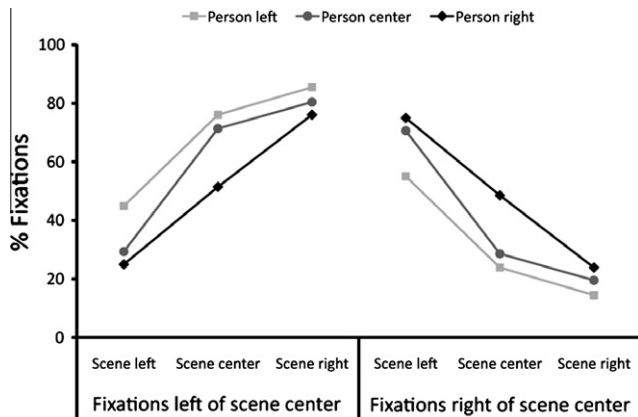 Person left Person center Person right
% Fixations
100
80
60
40
20
0
Scene left Scene center Scene right Scene left Scene center Scene right
Fixations left of scene center Fixations right of scene center